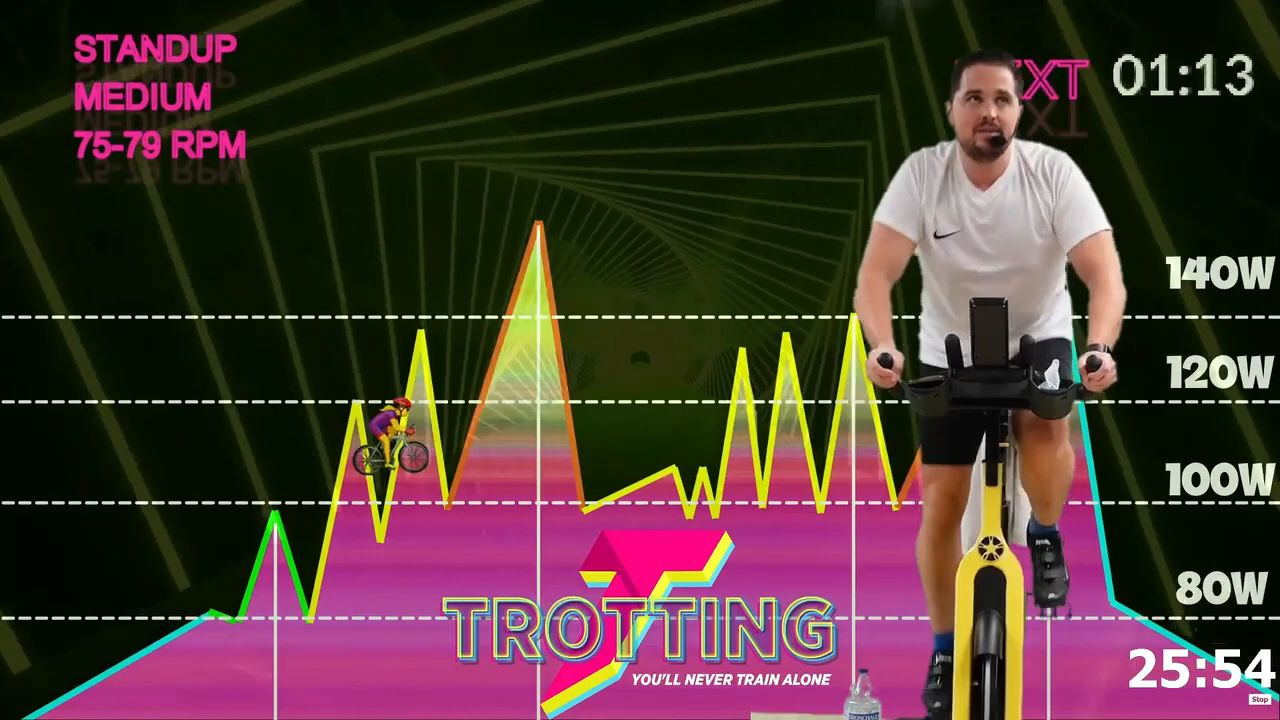 STANDUP
MEDIUM
75-79 RPM
01:13
140W
120W
100W
80W
TROTTING
YOU'LL NEVER TRAIN ALONE
25:54
Stop